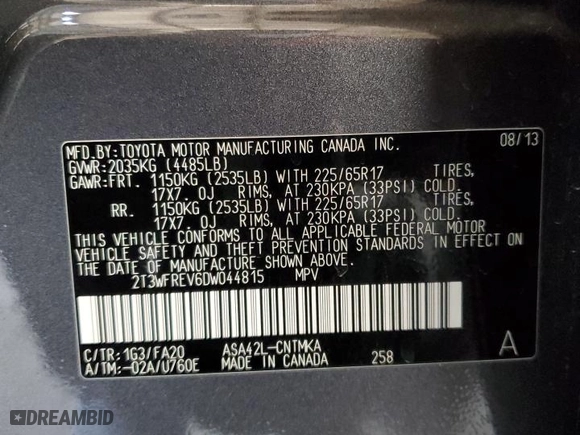 MFD.BY:TOYOTA MOTOR MANUFACTURING CANADA INC. 08/13
GVWR:2035KG (4485LB)
GAWR:FRT. 1150KG (2535LB) WITH 225/65R17 TIRES,
17X7.0J RIMS, AT 230KPA (33PSI) COLD.
RR. 1150KG (2535LB) WITH 225/65R17 TIRES,
17X7.0J RIMS, AT 230KPA (33PSI) COLD.
THIS VEHICLE CONFORMS TO ALL APPLICABLE FEDERAL MOTOR
VEHICLE SAFETY AND THEFT PREVENTION STANDARDS IN EFFECT ON
THE DATE OF MANUFACTURE SHOWN ABOVE.
2T3WFREV6DW044815 MPV
C/TR:1G3/FA20 ASA42L-CNTMKA A
A/TM:-02A/U760E MADE IN CANADA 258
DREAMBID